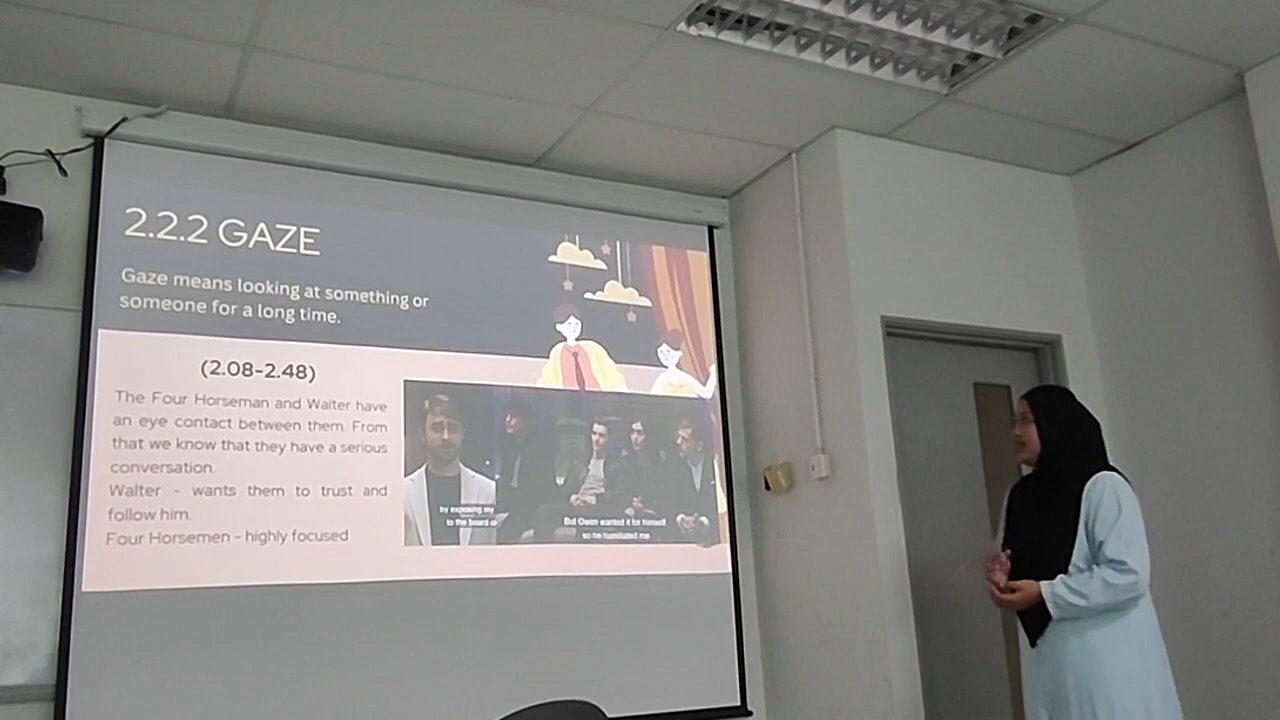 2.2.2 GAZE
Gaze means looking at something or
someone for a long time.
(2.08-2.48)
The Four Horseman and Walter have
an eye contact between them. From
that we know that they have a serious
conversation.
Walter - wants them to trust and
follow him.
Four Horsemen - highly focused
by exposing my
to the board of
But Owen wanted it for himself
so he humiliated me